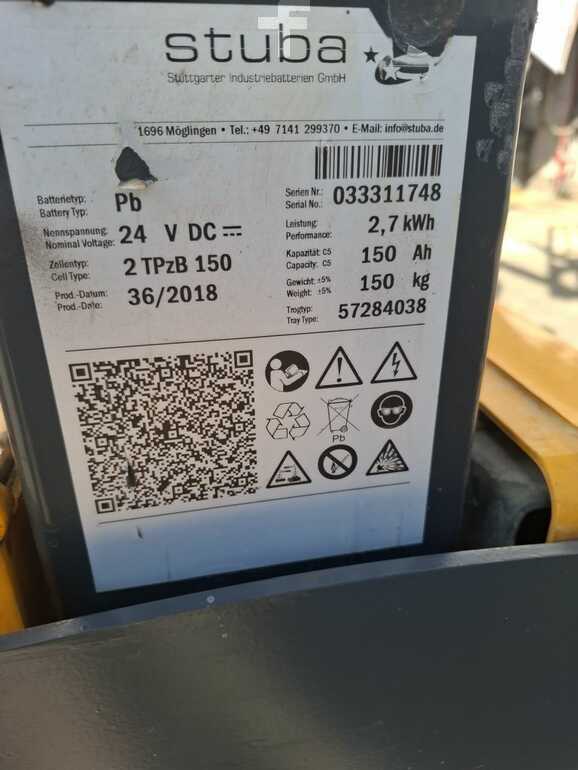 stuba
Stuttgarter Industriebatterien GmbH
1696 Möglingen • Tel.: +49 7141 299370 • E-Mail: info@stuba.de
Batterietyp: Pb
Battery Typ:
Serien Nr.: 033311748
Serial No.:
Nennspannung: 24 V DC
Nominal Voltage:
Leistung: 2,7 kWh
Performance:
Zellentyp: 2 TPzB 150
Cell Type:
Kapazität C5 150 Ah
Capacity: C5
Prod.-Datum: 36/2018
Prod.-Date:
Gewicht: ±5% 150 kg
Weight: ±5%
Trogtyp: 57284038
Tray Type:
Pb